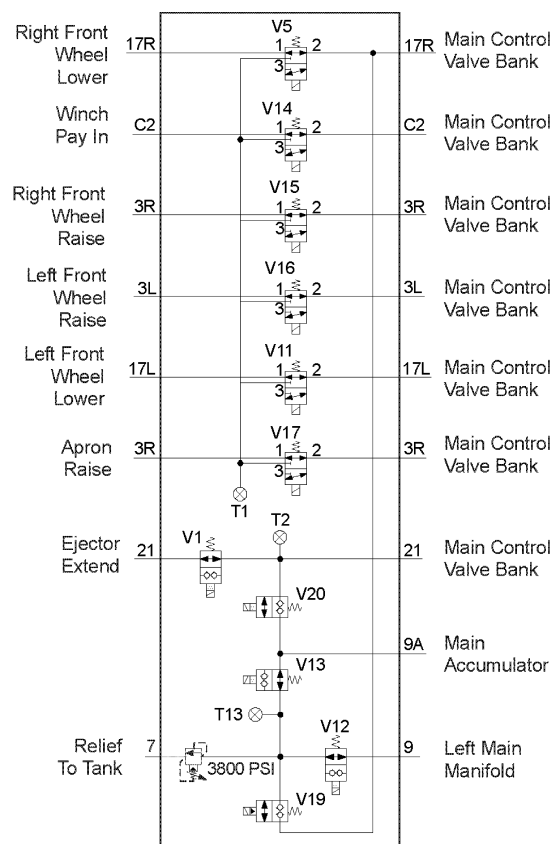 Right Front
Wheel
Lower
17R
V5
1
2
3
17R
Main Control
Valve Bank
Winch
Pay In
C2
V14
1
2
3
C2
Main Control
Valve Bank
Right Front
Wheel
Raise
3R
V15
1
2
3
3R
Main Control
Valve Bank
Left Front
Wheel
Raise
3L
V16
1
2
3
3L
Main Control
Valve Bank
Left Front
Wheel
Lower
17L
V11
1
2
3
17L
Main Control
Valve Bank
Apron
Raise
3R
V17
1
2
3
3R
Main Control
Valve Bank
T1
T2
Ejector
Extend
21
V1
21
Main Control
Valve Bank
V20
9A
Main
Accumulator
V13
T13
V12
Relief
To Tank
7
3800 PSI
9
Left Main
Manifold
V19